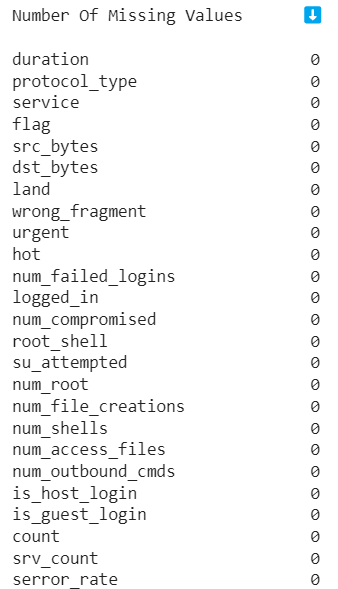 Number Of Missing Values ⬇
duration 0
protocol_type 0
service 0
flag 0
src_bytes 0
dst_bytes 0
land 0
wrong_fragment 0
urgent 0
hot 0
num_failed_logins 0
logged_in 0
num_compromised 0
root_shell 0
su_attempted 0
num_root 0
num_file_creations 0
num_shells 0
num_access_files 0
num_outbound_cmds 0
is_host_login 0
is_guest_login 0
count 0
srv_count 0
serror_rate 0